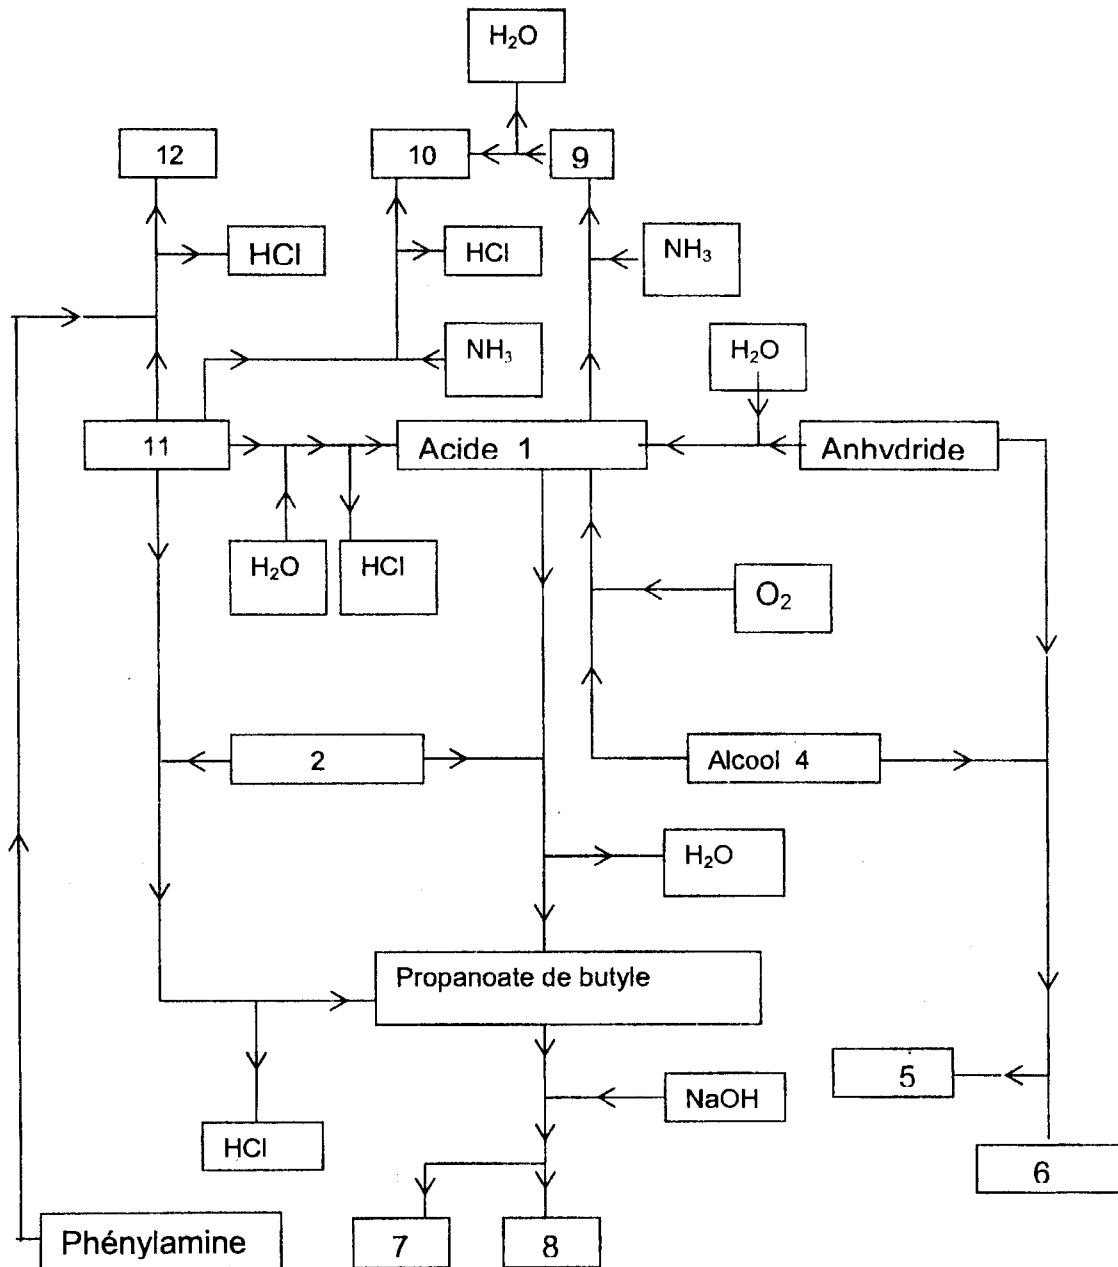 H₂O
12
10
9
HCl
HCl
NH₃
NH₃
H₂O
11
Acide 1
Anhvdride
H₂O
HCl
O₂
2
Alcool 4
H₂O
Propanoate de butyle
5
NaOH
HCl
6
Phénylamine
7
8